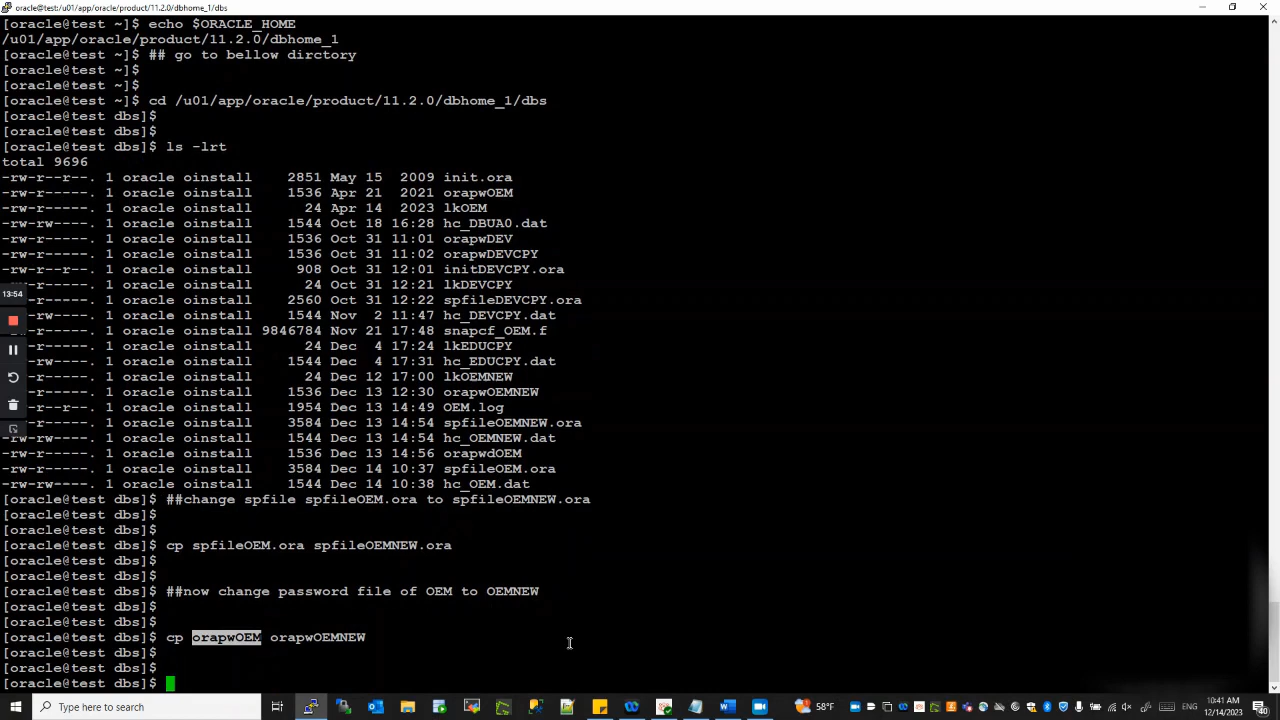 oracle@test:/u01/app/oracle/product/11.2.0/dbhome_1/dbs
[oracle@test ~]$ echo $ORACLE_HOME
/u01/app/oracle/product/11.2.0/dbhome_1
[oracle@test ~]$ ## go to bellow dirctory
[oracle@test ~]$
[oracle@test ~]$
[oracle@test ~]$ cd /u01/app/oracle/product/11.2.0/dbhome_1/dbs
[oracle@test dbs]$
[oracle@test dbs]$
[oracle@test dbs]$ ls -lrt
total 9696
-rw-r--r--. 1 oracle oinstall 2851 May 15 2009 init.ora
-rw-r-----. 1 oracle oinstall 1536 Apr 21 2021 orapwOEM
-rw-r-----. 1 oracle oinstall 24 Apr 14 2023 lkOEM
-rw-rw----. 1 oracle oinstall 1544 Oct 18 16:28 hc_DBUA0.dat
-rw-r-----. 1 oracle oinstall 1536 Oct 31 11:01 orapwDEV
-rw-r-----. 1 oracle oinstall 1536 Oct 31 11:02 orapwDEVCPY
-rw-r--r--. 1 oracle oinstall 908 Oct 31 12:01 initDEVCPY.ora
-rw-r-----. 1 oracle oinstall 24 Oct 31 12:21 lkDEVCPY
13:54
-r-----. 1 oracle oinstall 2560 Oct 31 12:22 spfileDEVCPY.ora
-rw----. 1 oracle oinstall 1544 Nov 2 11:47 hc_DEVCPY.dat
-r-----. 1 oracle oinstall 9846784 Nov 21 17:48 snapcf_OEM.f
-r-----. 1 oracle oinstall 24 Dec 4 17:24 lkEDUCPY
-rw----. 1 oracle oinstall 1544 Dec 4 17:31 hc_EDUCPY.dat
-r-----. 1 oracle oinstall 24 Dec 12 17:00 lkOEMNEW
-r-----. 1 oracle oinstall 1536 Dec 13 12:30 orapwOEMNEW
-r--r--. 1 oracle oinstall 1954 Dec 13 14:49 OEM.log
-r-----. 1 oracle oinstall 3584 Dec 13 14:54 spfileOEMNEW.ora
-rw-rw----. 1 oracle oinstall 1544 Dec 13 14:54 hc_OEMNEW.dat
-rw-r-----. 1 oracle oinstall 1536 Dec 13 14:56 orapwdOEM
-rw-r-----. 1 oracle oinstall 3584 Dec 14 10:37 spfileOEM.ora
-rw-rw----. 1 oracle oinstall 1544 Dec 14 10:38 hc_OEM.dat
[oracle@test dbs]$ ##change spfile spfileOEM.ora to spfileOEMNEW.ora
[oracle@test dbs]$
[oracle@test dbs]$
[oracle@test dbs]$ cp spfileOEM.ora spfileOEMNEW.ora
[oracle@test dbs]$
[oracle@test dbs]$
[oracle@test dbs]$ ##now change password file of OEM to OEMNEW
[oracle@test dbs]$
[oracle@test dbs]$
[oracle@test dbs]$ cp orapwOEM orapwOEMNEW
[oracle@test dbs]$
[oracle@test dbs]$
[oracle@test dbs]$
Type here to search
58°F
ENG
10:41 AM
12/14/2023
40